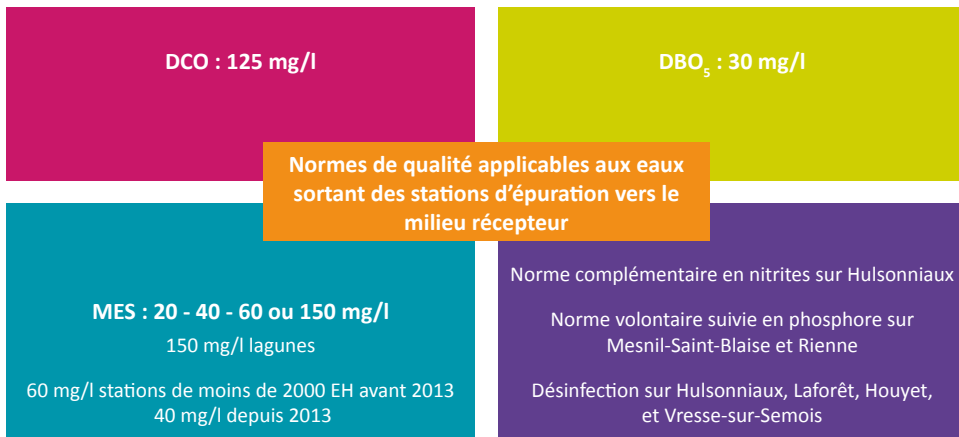 DCO : 125 mg/l
DBO₅ : 30 mg/l
Normes de qualité applicables aux eaux
sortant des stations d’épuration vers le
milieu récepteur
MES : 20 - 40 - 60 ou 150 mg/l
150 mg/l lagunes
60 mg/l stations de moins de 2000 EH avant 2013
40 mg/l depuis 2013
Norme complémentaire en nitrites sur Hulsonniaux
Norme volontaire suivie en phosphore sur
Mesnil-Saint-Blaise et Rienne
Désinfection sur Hulsonniaux, Laforêt, Houyet,
et Vresse-sur-Semois